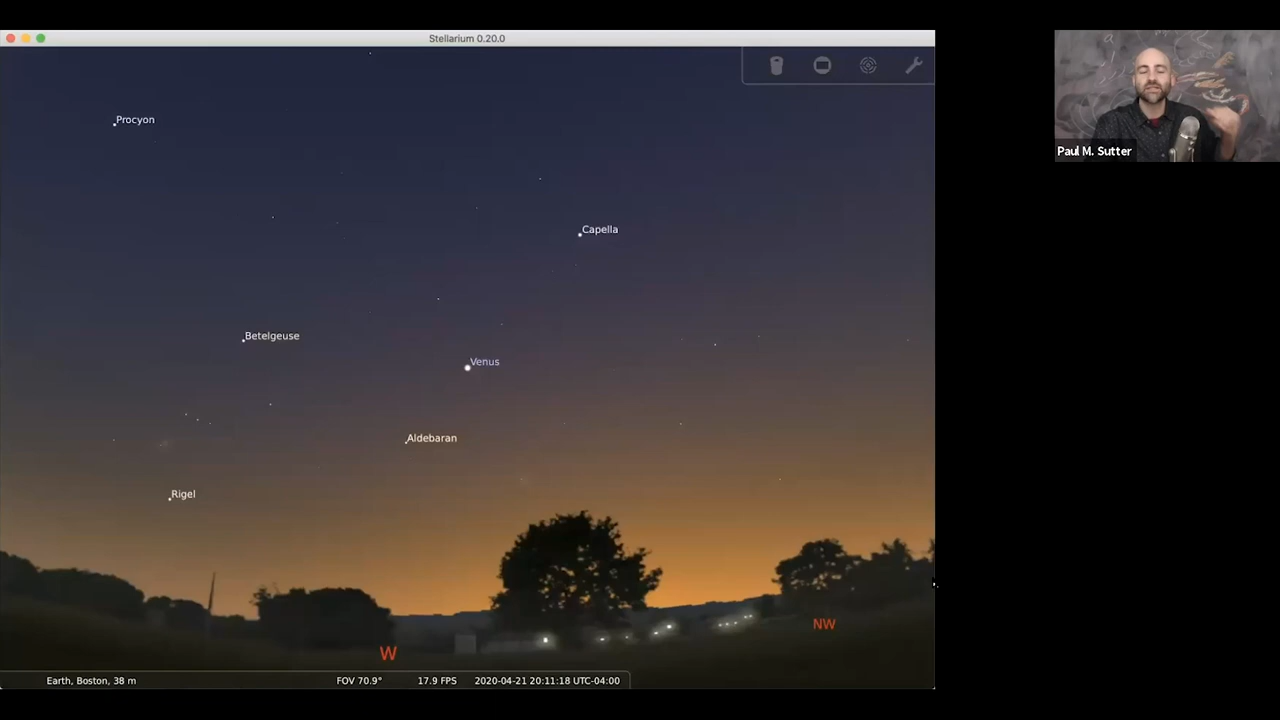 Stellarium 0.20.0
Procyon
Capella
Betelgeuse
Venus
Aldebaran
Rigel
NW
W
Earth, Boston, 38 m FOV 70.9° 17.9 FPS 2020-04-21 20:11:18 UTC-04:00
Paul M. Sutter